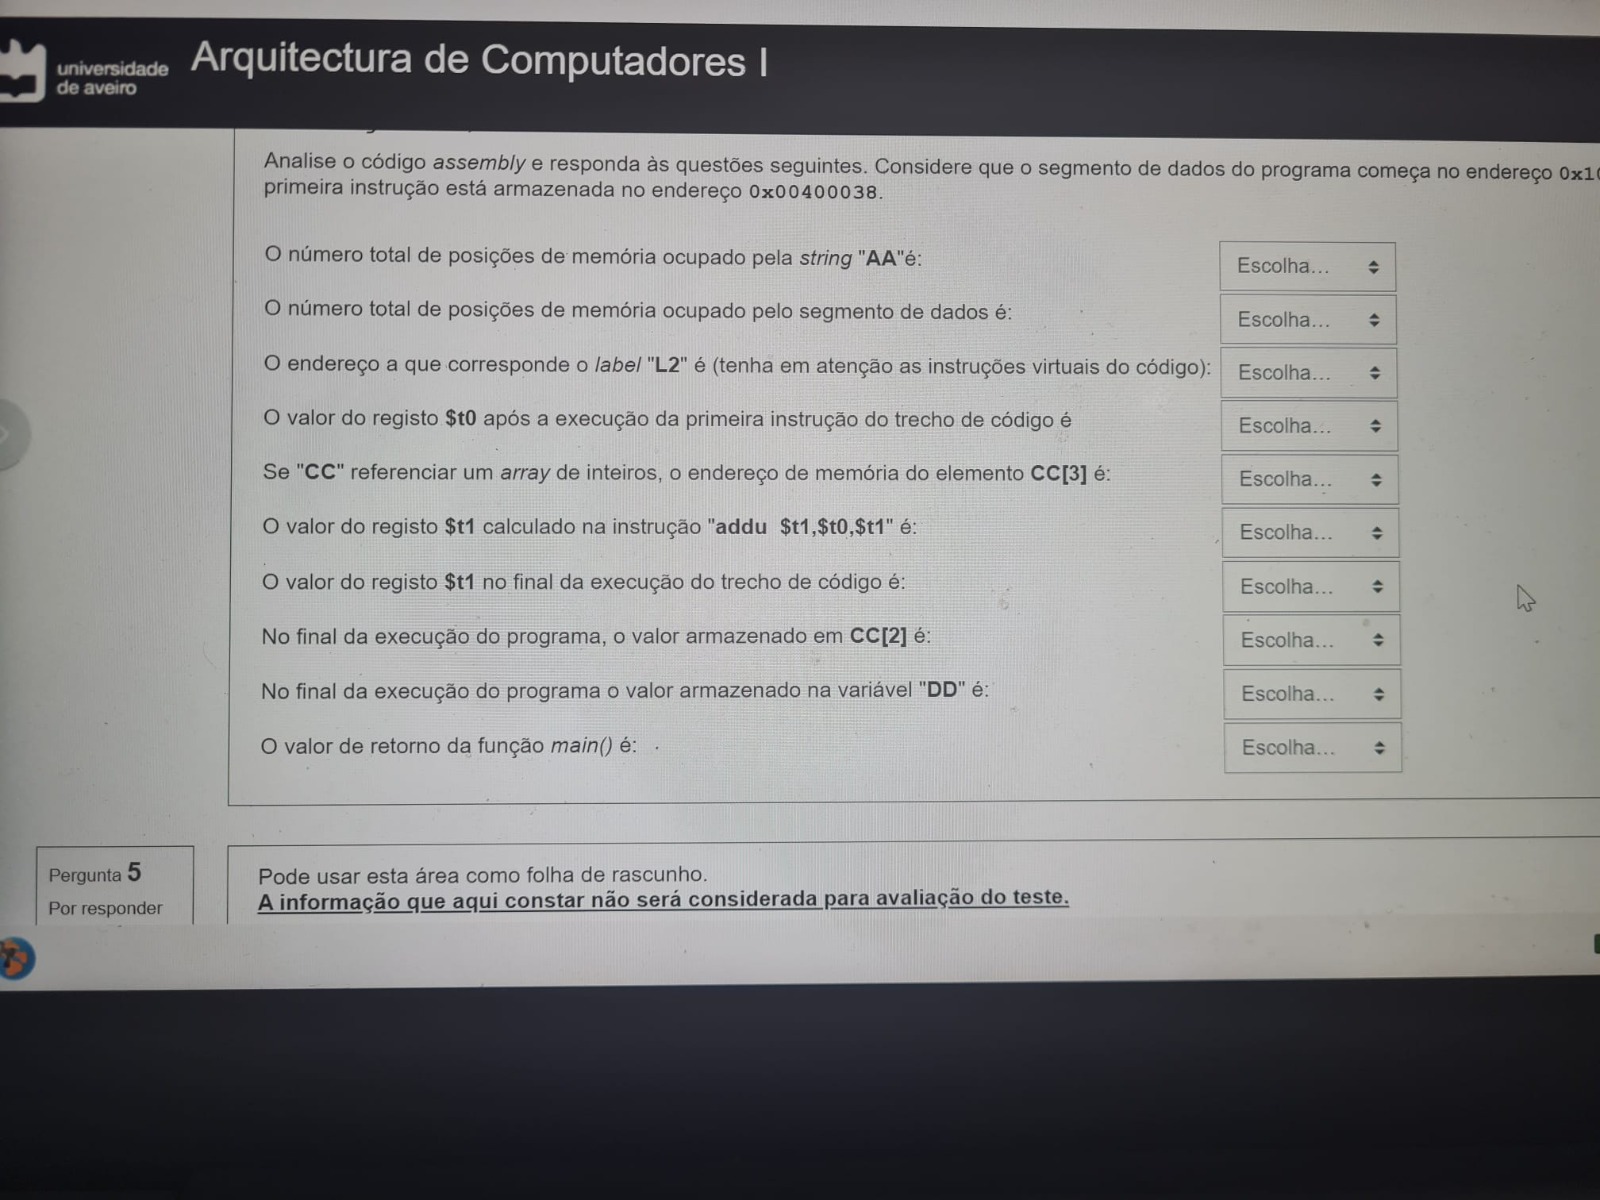 universidade
de aveiro
Arquitectura de Computadores I
Analise o código assembly e responda às questões seguintes. Considere que o segmento de dados do programa começa no endereço 0x10
primeira instrução está armazenada no endereço 0x00400038.
O número total de posições de memória ocupado pela string "AA"é:
Escolha...
O número total de posições de memória ocupado pelo segmento de dados é:
Escolha...
O endereço a que corresponde o label "L2" é (tenha em atenção as instruções virtuais do código):
Escolha...
O valor do registo $t0 após a execução da primeira instrução do trecho de código é
Escolha...
Se "CC" referenciar um array de inteiros, o endereço de memória do elemento CC[3] é:
Escolha...
O valor do registo $t1 calculado na instrução "addu $t1,$t0,$t1" é:
Escolha...
O valor do registo $t1 no final da execução do trecho de código é:
Escolha...
No final da execução do programa, o valor armazenado em CC[2] é:
Escolha...
No final da execução do programa o valor armazenado na variável "DD" é:
Escolha...
O valor de retorno da função main() é:
Escolha...
Pergunta 5
Por responder
Pode usar esta área como folha de rascunho.
A informação que aqui constar não será considerada para avaliação do teste.